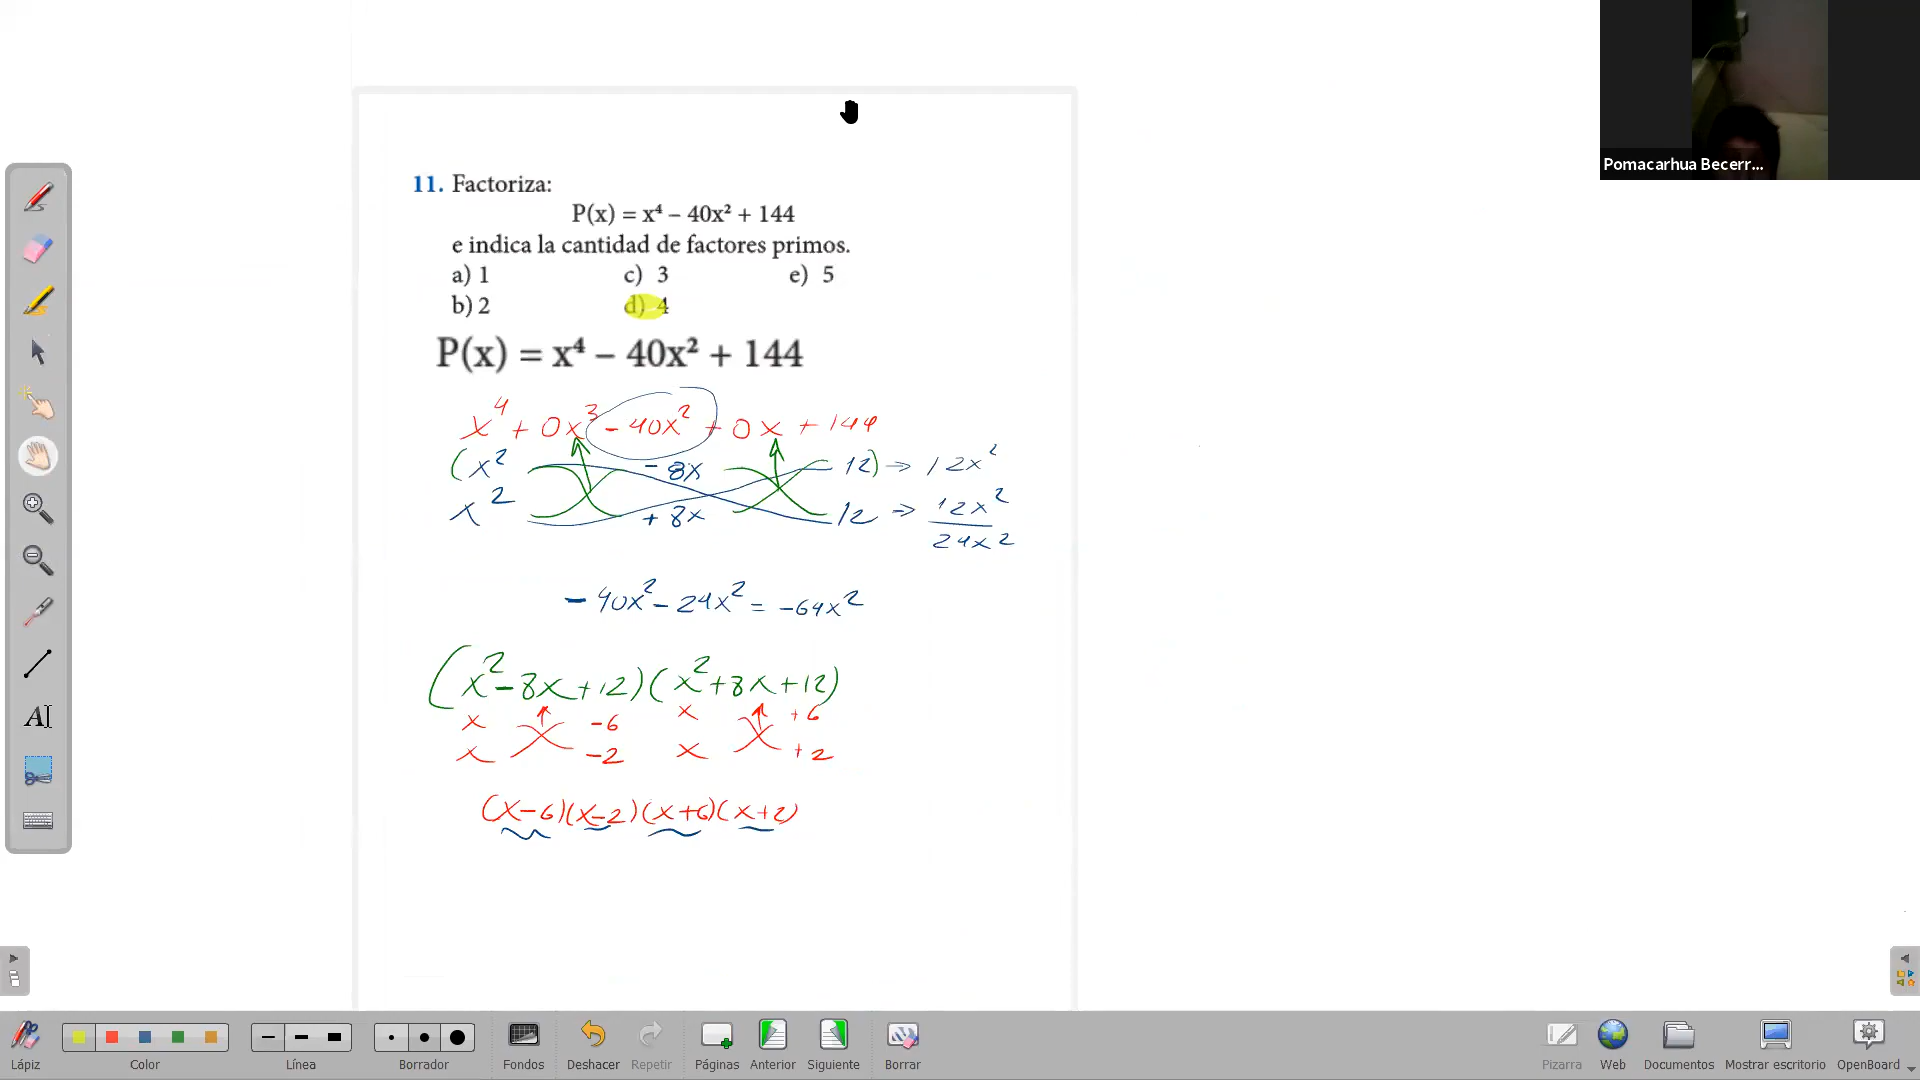 Pomacarhua Becerr...
11. Factoriza:
P(x) = x⁴ – 40x² + 144
e indica la cantidad de factores primos.
a) 1 c) 3 e) 5
b) 2 d) 4
P(x) = x⁴ – 40x² + 144
x⁴ + 0x³ - 40x² + 0x + 144
(x² - 8x 12) ⇒ 12x²
x² + 8x 12 ⇒ 12x²
24x²
- 40x² - 24x² = -64x²
(x² - 8x + 12)(x² + 8x + 12)
x -6 x +6
x -2 x +2
(x-6)(x-2)(x+6)(x+2)
Lápiz Color Línea Borrador Fondos Deshacer Repetir Páginas Anterior Siguiente Borrar Pizarra Web Documentos Mostrar escritorio OpenBoard